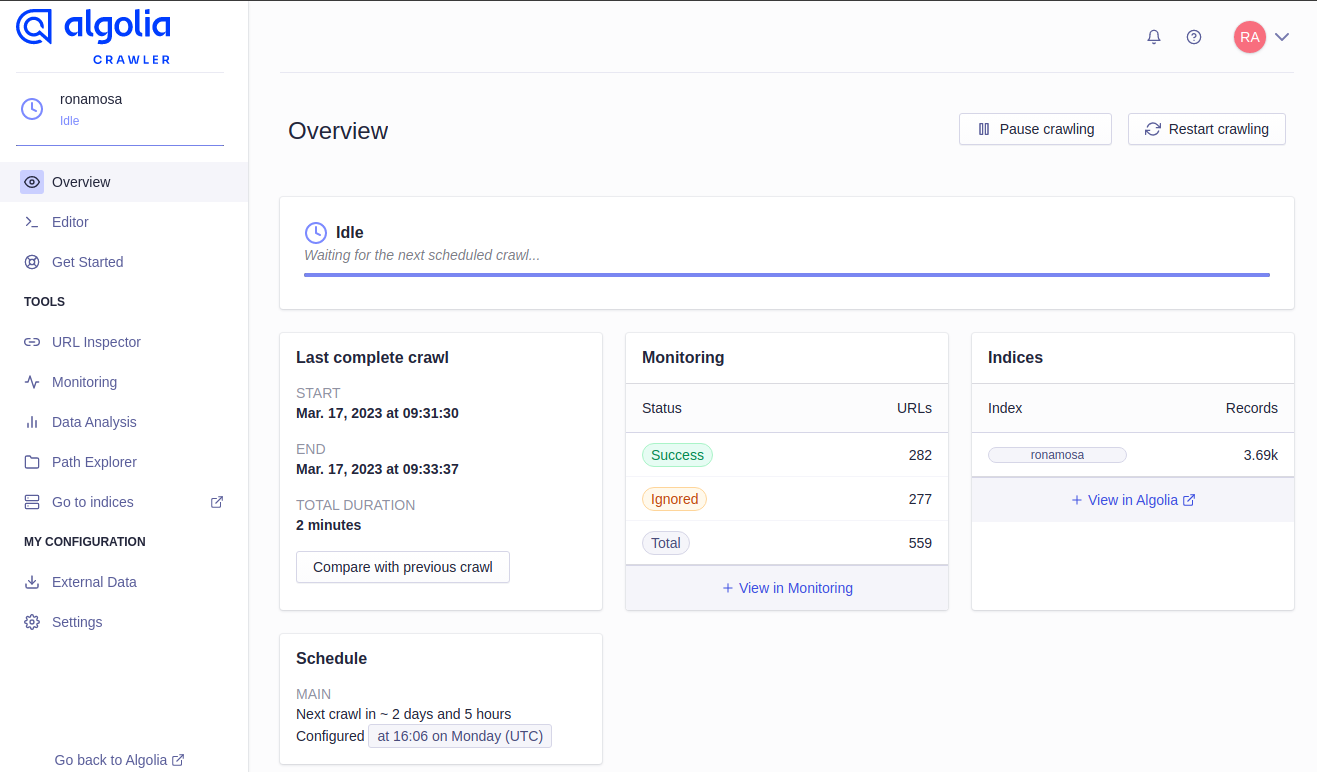 algolia
CRAWLER
ronamosa
Idle
Overview
Editor
Get Started
TOOLS
URL Inspector
Monitoring
Data Analysis
Path Explorer
Go to indices
MY CONFIGURATION
External Data
Settings
Go back to Algolia
RA
Overview
Pause crawling
Restart crawling
Idle
Waiting for the next scheduled crawl...
Last complete crawl
START
Mar. 17, 2023 at 09:31:30
END
Mar. 17, 2023 at 09:33:37
TOTAL DURATION
2 minutes
Compare with previous crawl
Monitoring
Status URLs
Success 282
Ignored 277
Total 559
+ View in Monitoring
Indices
Index Records
ronamosa 3.69k
+ View in Algolia
Schedule
MAIN
Next crawl in ~ 2 days and 5 hours
Configured at 16:06 on Monday (UTC)